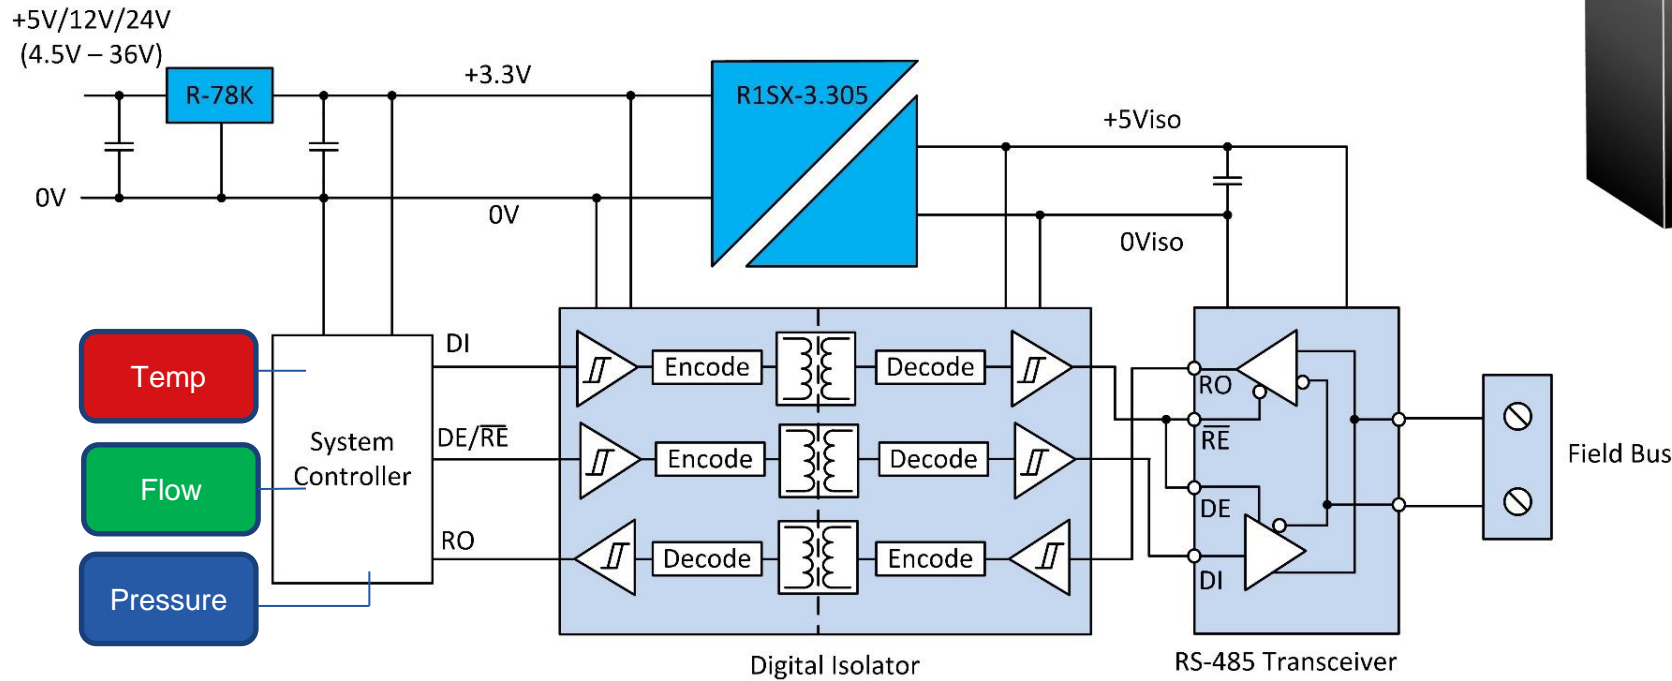 +5V/12V/24V
(4.5V – 36V)
R-78K
+3.3V
R1SX-3.305
+5Viso
0V
0V
0Viso
Temp
Flow
Pressure
System
Controller
DI
DE/R̅E̅
RO
Encode
Decode
Encode
Decode
Decode
Encode
Digital Isolator
RO
R̅E̅
DE
DI
RS-485 Transceiver
Field Bus